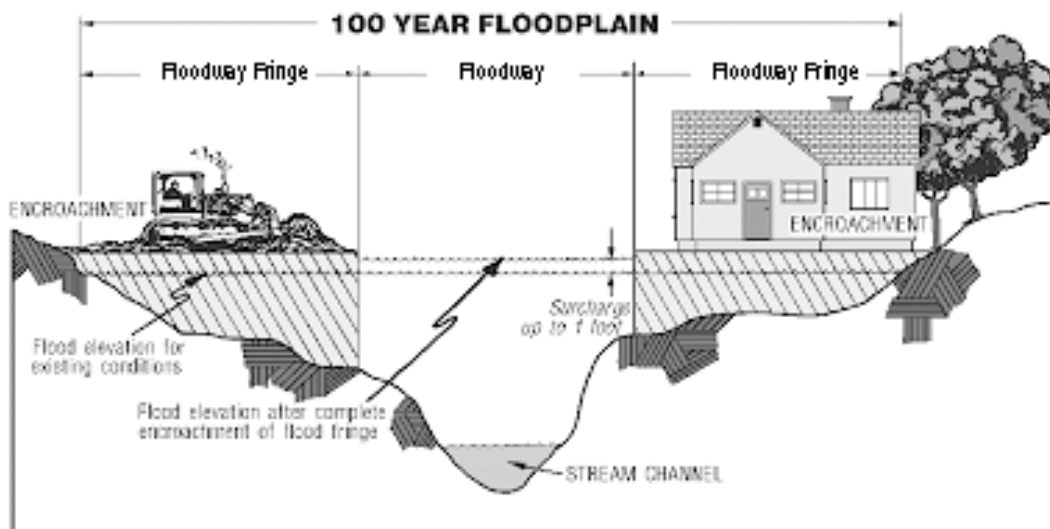 100 YEAR FLOODPLAIN
Floodway Fringe
Floodway
Floodway Fringe
ENCROACHMENT
ENCROACHMENT
Surcharge
up to 1 foot
Flood elevation for
existing conditions
Flood elevation after complete
encroachment of flood fringe
STREAM CHANNEL